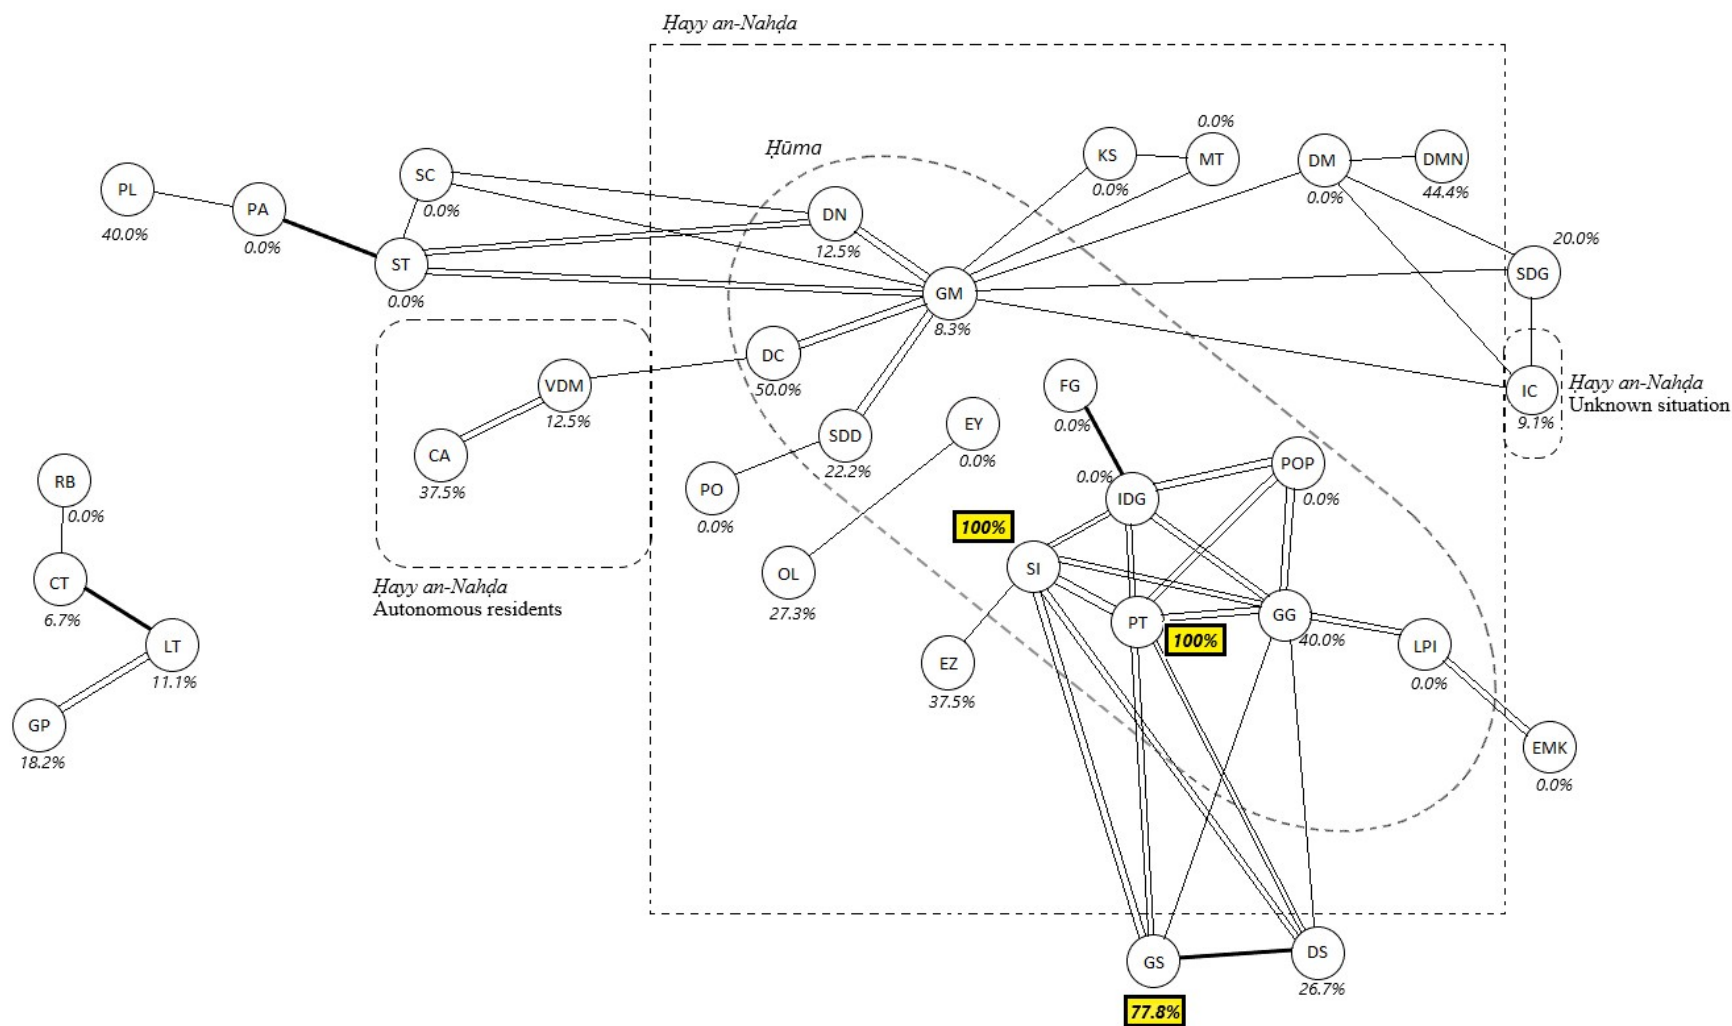 Ḥayy an-Nahḍa
Ḥūma
0.0%
KS
0.0%
MT
DM
0.0%
DMN
44.4%
PL
40.0%
PA
0.0%
SC
0.0%
ST
0.0%
DN
12.5%
GM
8.3%
20.0%
SDG
DC
50.0%
VDM
12.5%
CA
37.5%
IC
9.1%
Ḥayy an-Nahḍa
Unknown situation
FG
0.0%
EY
0.0%
SDD
22.2%
PO
0.0%
POP
0.0%
0.0%
IDG
RB
0.0%
100%
SI
OL
27.3%
CT
6.7%
Ḥayy an-Nahḍa
Autonomous residents
PT
100%
GG
40.0%
LPI
0.0%
LT
11.1%
EZ
37.5%
GP
18.2%
EMK
0.0%
GS
77.8%
DS
26.7%